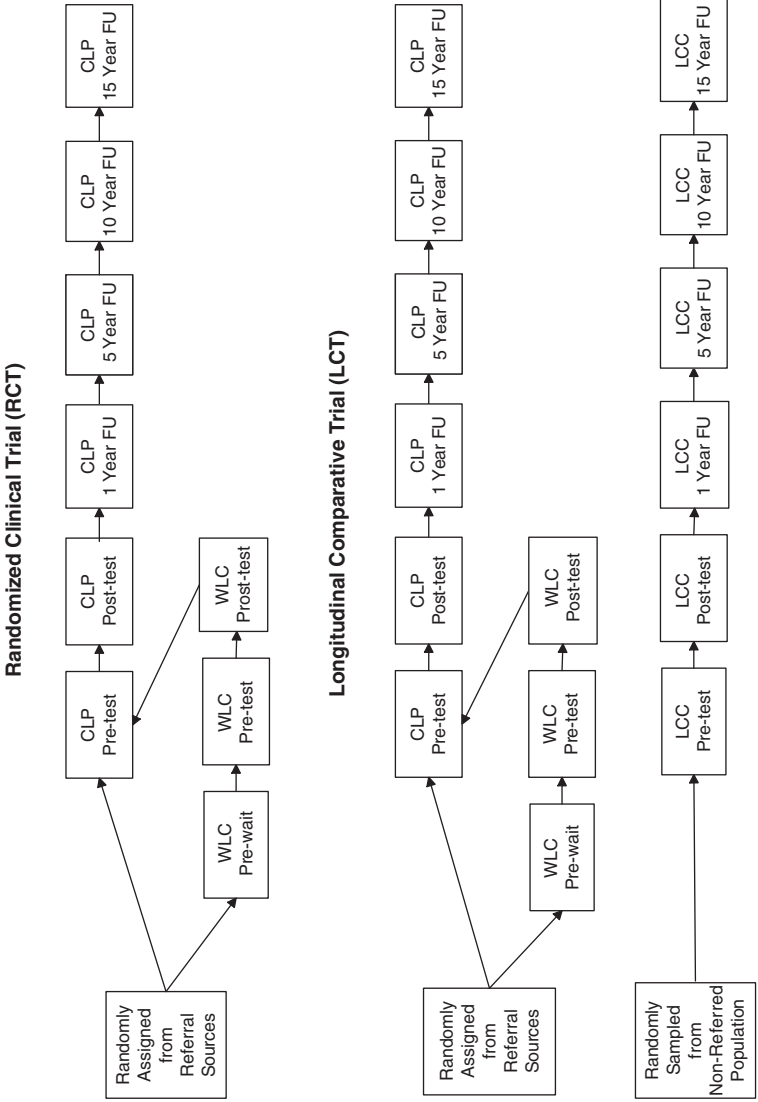 Randomized Clinical Trial (RCT)
Randomly
Assigned
from
Referral
Sources
CLP
Pre-test
CLP
Post-test
CLP
1 Year FU
CLP
5 Year FU
CLP
10 Year FU
CLP
15 Year FU
WLC
Pre-wait
WLC
Pre-test
WLC
Prost-test
Longitudinal Comparative Trial (LCT)
Randomly
Assigned
from
Referral
Sources
CLP
Pre-test
CLP
Post-test
CLP
1 Year FU
CLP
5 Year FU
CLP
10 Year FU
CLP
15 Year FU
WLC
Pre-wait
WLC
Pre-test
WLC
Post-test
Randomly
Sampled
from
Non-Referred
Population
LCC
Pre-test
LCC
Post-test
LCC
1 Year FU
LCC
5 Year FU
LCC
10 Year FU
LCC
15 Year FU